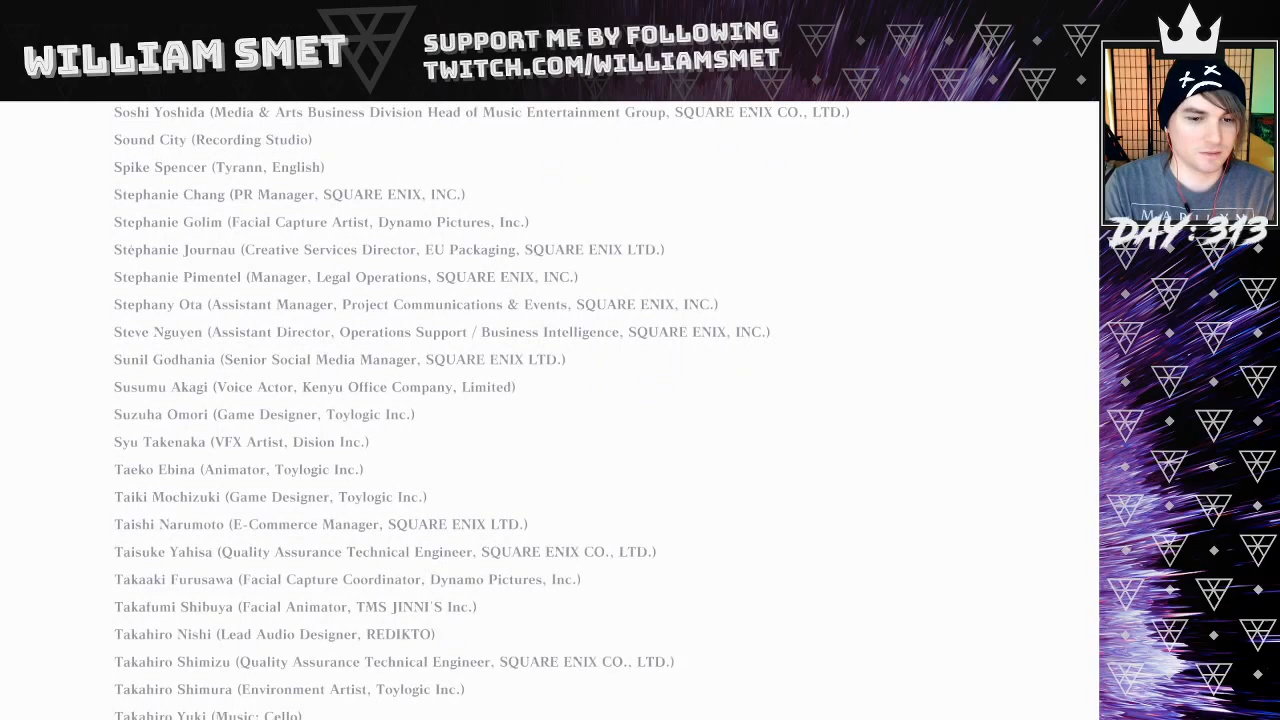 WILLIAM SMET
SUPPORT ME BY FOLLOWING
TWITCH.COM/WILLIAMSMET
Soshi Yoshida (Media & Arts Business Division Head of Music Entertainment Group, SQUARE ENIX CO., LTD.)
Sound City (Recording Studio)
Spike Spencer (Tyrann, English)
Stephanie Chang (PR Manager, SQUARE ENIX, INC.)
Stephanie Golim (Facial Capture Artist, Dynamo Pictures, Inc.)
Stéphanie Journau (Creative Services Director, EU Packaging, SQUARE ENIX LTD.)
Stephanie Pimentel (Manager, Legal Operations, SQUARE ENIX, INC.)
Stephany Ota (Assistant Manager, Project Communications & Events, SQUARE ENIX, INC.)
Steve Nguyen (Assistant Director, Operations Support / Business Intelligence, SQUARE ENIX, INC.)
Sunil Godhania (Senior Social Media Manager, SQUARE ENIX LTD.)
Susumu Akagi (Voice Actor, Kenyu Office Company, Limited)
Suzuha Omori (Game Designer, Toylogic Inc.)
Syu Takenaka (VFX Artist, Dision Inc.)
Taeko Ebina (Animator, Toylogic Inc.)
Taiki Mochizuki (Game Designer, Toylogic Inc.)
Taishi Narumoto (E-Commerce Manager, SQUARE ENIX LTD.)
Taisuke Yahisa (Quality Assurance Technical Engineer, SQUARE ENIX CO., LTD.)
Takaaki Furusawa (Facial Capture Coordinator, Dynamo Pictures, Inc.)
Takafumi Shibuya (Facial Animator, TMS JINNI'S Inc.)
Takahiro Nishi (Lead Audio Designer, REDIKTO)
Takahiro Shimizu (Quality Assurance Technical Engineer, SQUARE ENIX CO., LTD.)
Takahiro Shimura (Environment Artist, Toylogic Inc.)
Takahiro Yuki (Music: Cello)
DAY: 313